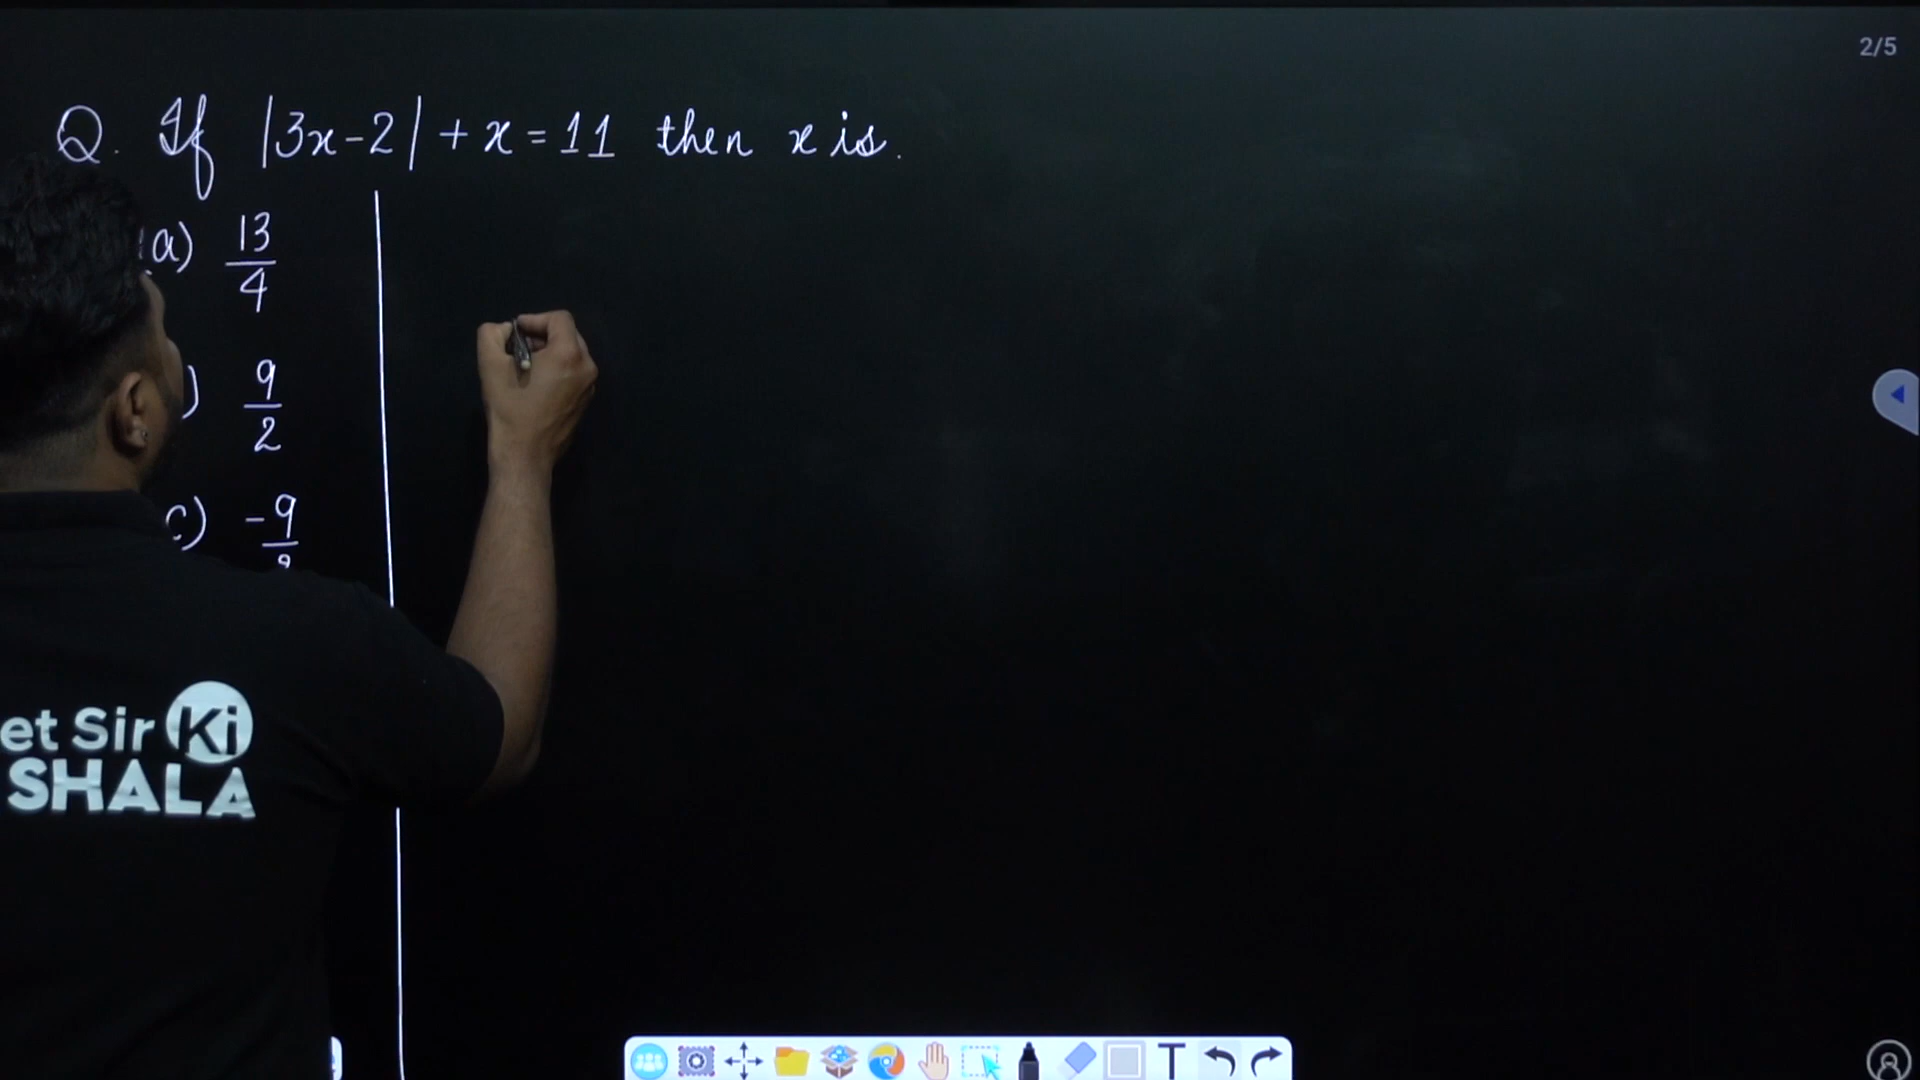 2/5
Q. If |3x-2| + x = 11 then x is.
(a) 13/4
) 9/2
c) -9/
et Sir Ki
SHALA
T